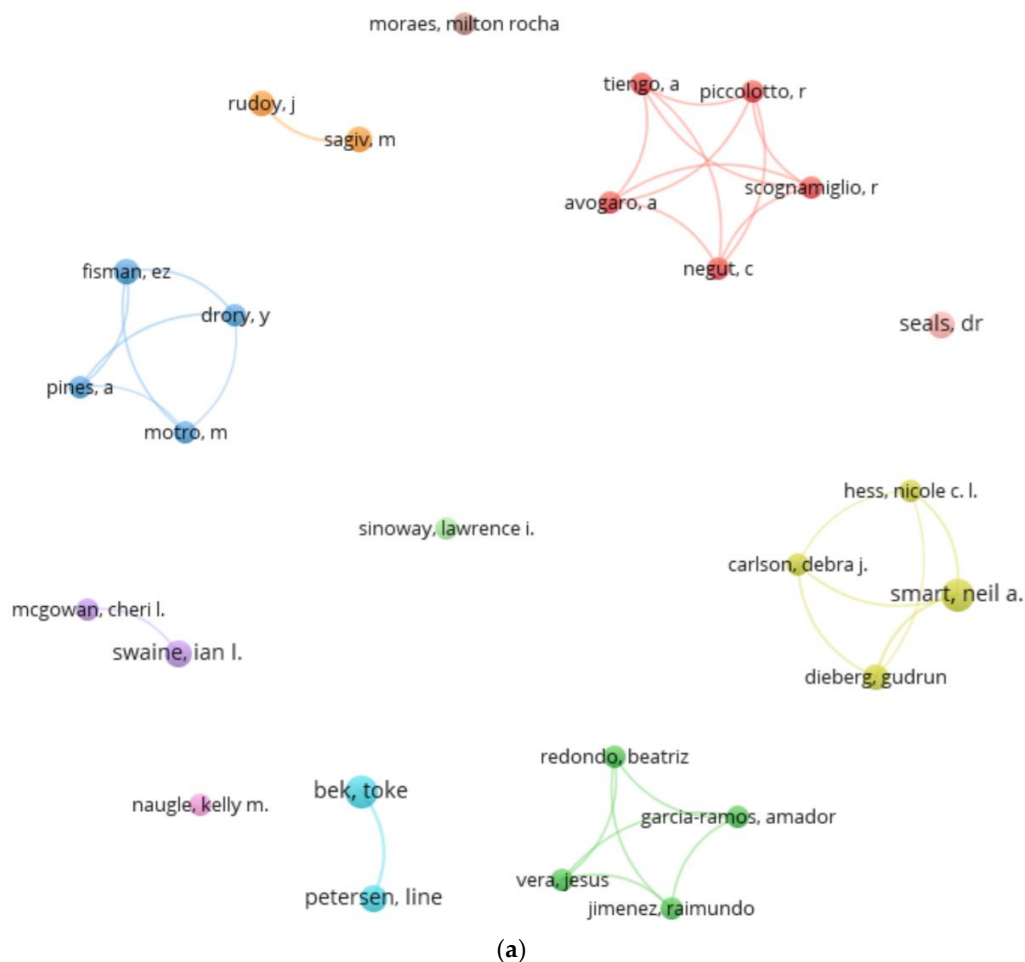 moraes, milton rocha
tiengo, a
piccolotto, r
rudoy, j
sagiv, m
scognamiglio, r
avogaro, a
negut, c
fisman, ez
drory, y
seals, dr
pines, a
motro, m
hess, nicole c. l.
sinoway, lawrence i.
carlson, debra j.
smart, neil a.
mcgowan, cheri l.
swaine, ian l.
dieberg, gudrun
redondo, beatriz
bek, toke
naugle, kelly m.
garcia-ramos, amador
vera, jesus
petersen, line
jimenez, raimundo
(a)